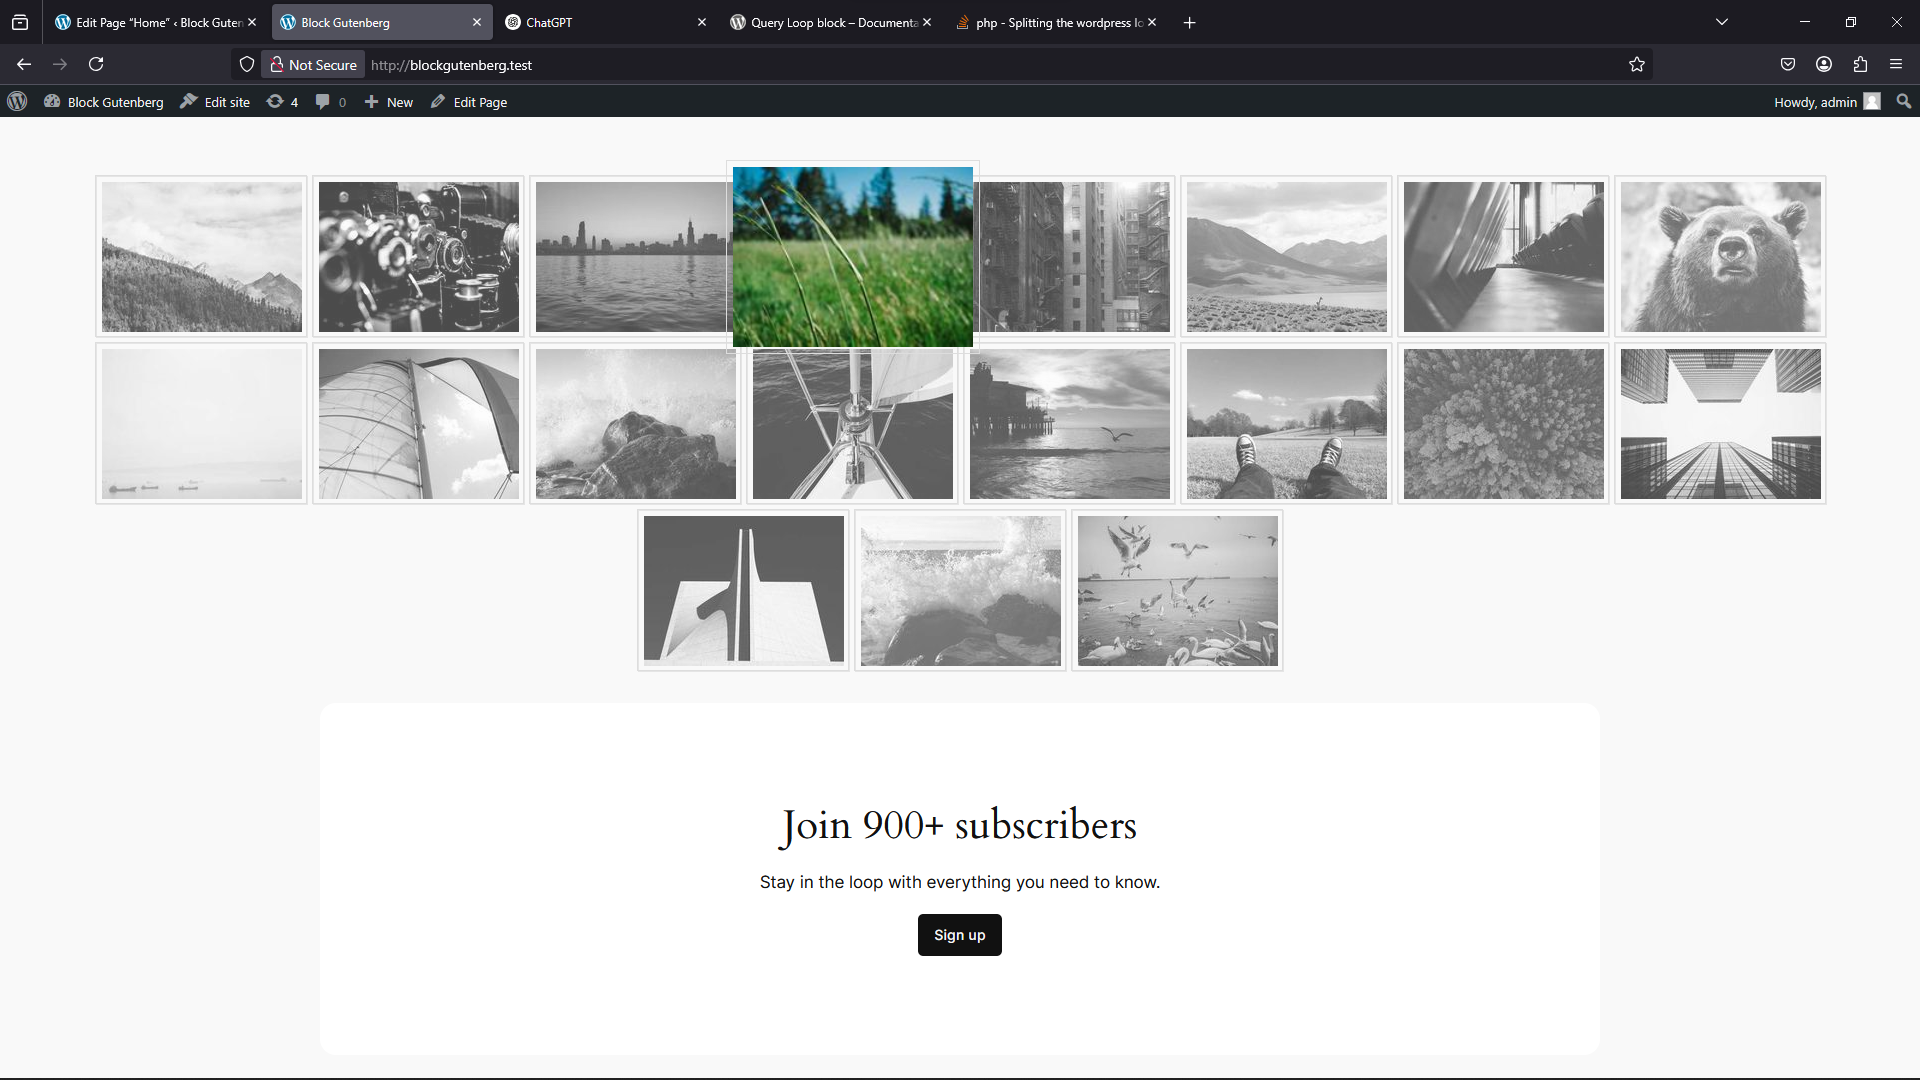 Edit Page “Home” ‹ Block Guten
Block Gutenberg
ChatGPT
Query Loop block – Documenta
php - Splitting the wordpress lo
Not Secure
http://blockgutenberg.test
Block Gutenberg
Edit site
4
0
New
Edit Page
Howdy, admin
Join 900+ subscribers
Stay in the loop with everything you need to know.
Sign up